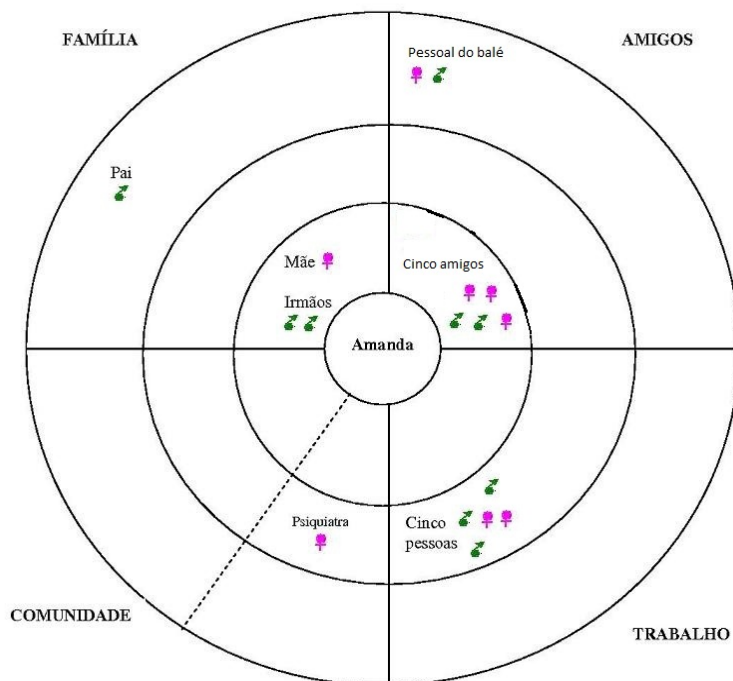 FAMÍLIA
AMIGOS
Pessoal do balé
Pai
Mãe
Cinco amigos
Irmãos
Amanda
Psiquiatra
Cinco
pessoas
COMUNIDADE
TRABALHO